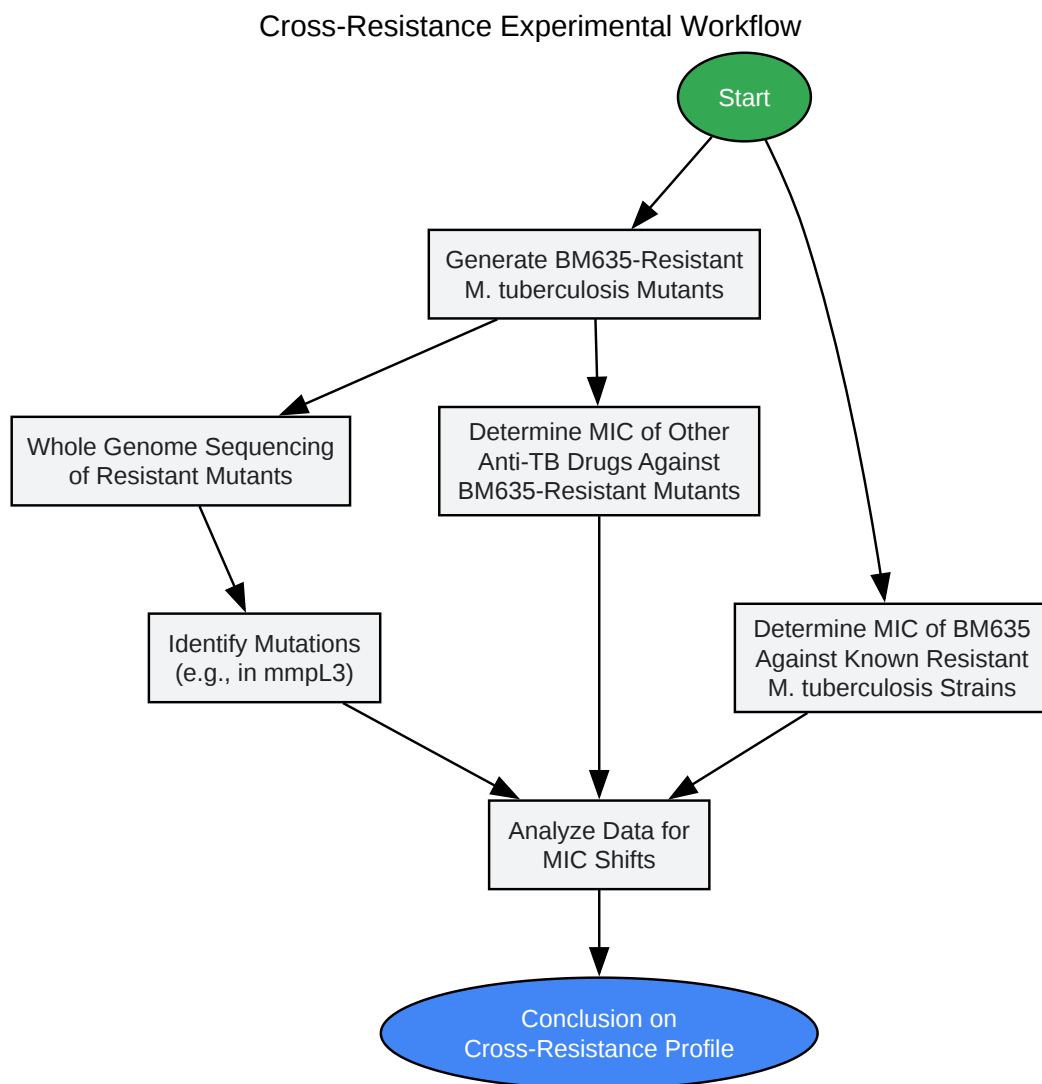 Cross-Resistance Experimental Workflow
Start
Generate BM635-Resistant
M. tuberculosis Mutants
Whole Genome Sequencing
of Resistant Mutants
Determine MIC of Other
Anti-TB Drugs Against
BM635-Resistant Mutants
Identify Mutations
(e.g., in mmpL3)
Determine MIC of BM635
Against Known Resistant
M. tuberculosis Strains
Analyze Data for
MIC Shifts
Conclusion on
Cross-Resistance Profile